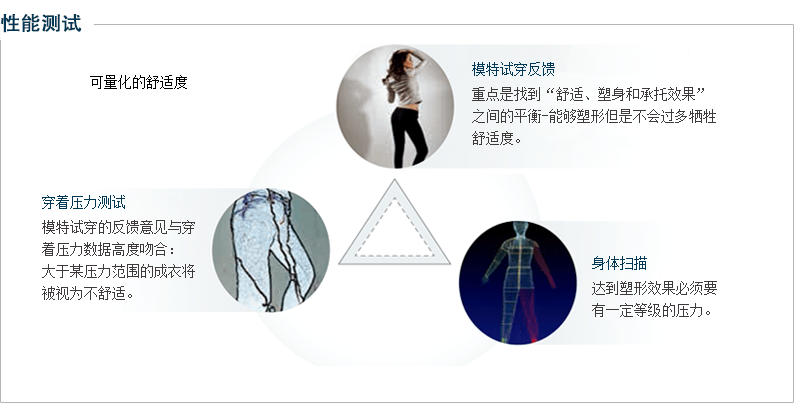 性能测试
可量化的舒适度
模特试穿反馈
重点是找到“舒适、塑身和承托效果”
之间的平衡-能够塑形但是不会过多牺牲
舒适度。
穿着压力测试
模特试穿的反馈意见与穿
着压力数据高度吻合：
大于某压力范围的成衣将
被视为不舒适。
身体扫描
达到塑形效果必须要
有一定等级的压力。